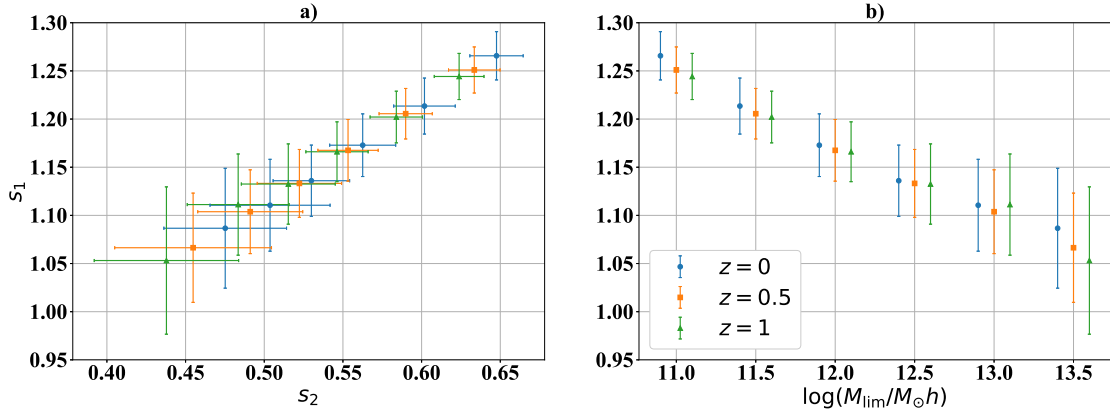 a)
1.30
1.25
1.20
1.15
1.10
1.05
1.00
0.95
s₁
0.40 0.45 0.50 0.55 0.60 0.65
s₂
b)
1.30
1.25
1.20
1.15
1.10
1.05
1.00
0.95
z = 0
z = 0.5
z = 1
11.0 11.5 12.0 12.5 13.0 13.5
log(M_lim/M_⊙h)